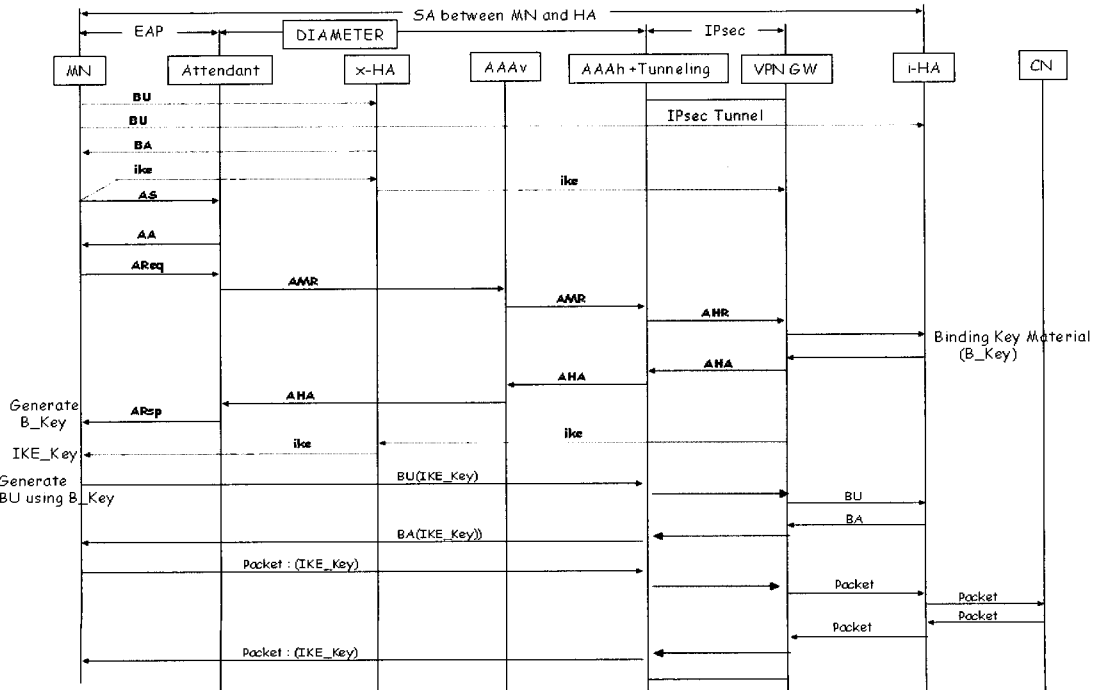 SA between MN and HA
EAP
DIAMETER
IPsec
MN
Attendant
x-HA
AAAv
AAAh +Tunneling
VPN GW
i-HA
CN
BU
IPsec Tunnel
BU
BA
ike
ike
AS
AA
AReq
AMR
AMR
AHR
Binding Key Material
(B_Key)
AHA
AHA
AHA
Generate
B_Key
ARsp
ike
IKE_Key
ike
Generate
BU using B_Key
BU(IKE_Key)
BU
BA
BA(IKE_Key))
Packet : (IKE_Key)
Packet
Packet
Packet
Packet
Packet : (IKE_Key)